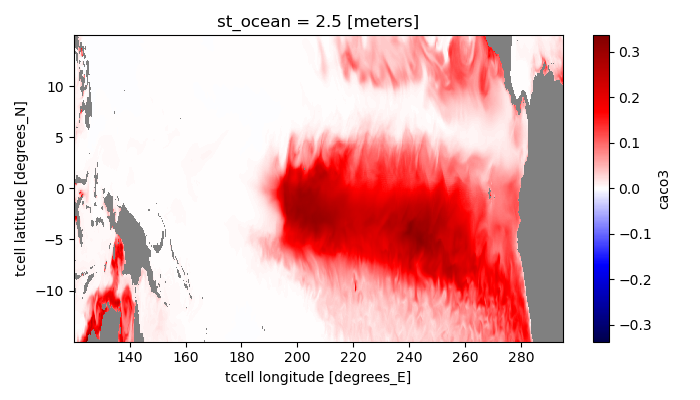 st_ocean = 2.5 [meters]
10
5
0
−5
−10
tcell latitude [degrees_N]
140 160 180 200 220 240 260 280
tcell longitude [degrees_E]
0.3
0.2
0.1
0.0
−0.1
−0.2
−0.3
caco3